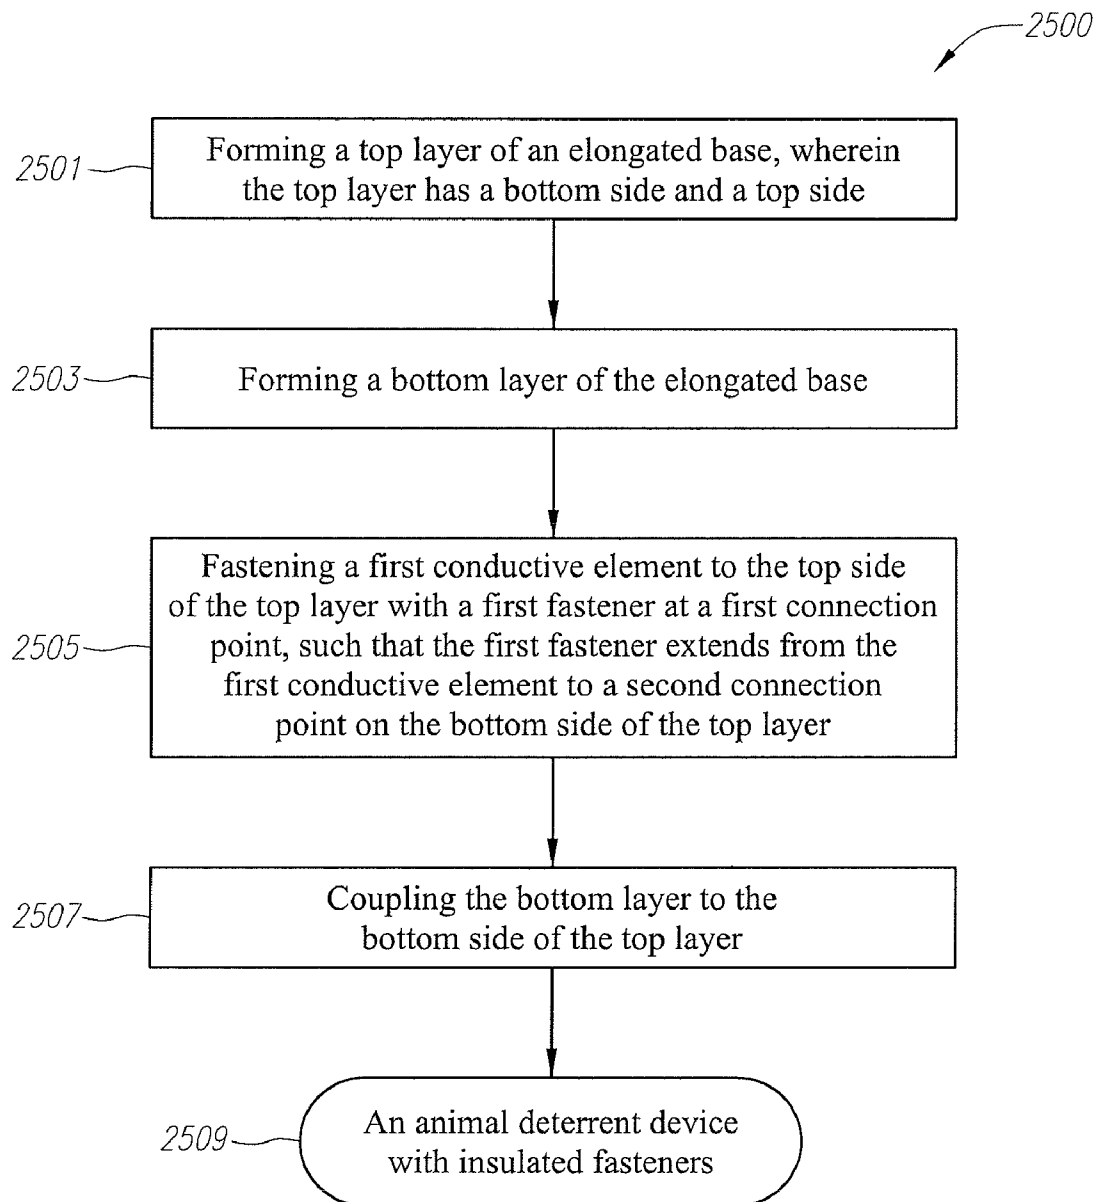 2500
2501
Forming a top layer of an elongated base, wherein
the top layer has a bottom side and a top side
2503
Forming a bottom layer of the elongated base
2505
Fastening a first conductive element to the top side
of the top layer with a first fastener at a first connection
point, such that the first fastener extends from the
first conductive element to a second connection
point on the bottom side of the top layer
2507
Coupling the bottom layer to the
bottom side of the top layer
2509
An animal deterrent device
with insulated fasteners